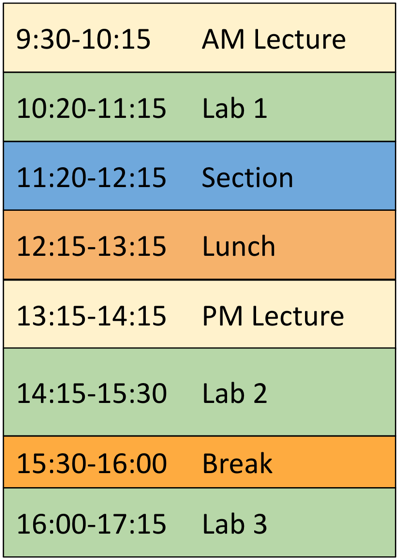 9:30-10:15 AM Lecture
10:20-11:15 Lab 1
11:20-12:15 Section
12:15-13:15 Lunch
13:15-14:15 PM Lecture
14:15-15:30 Lab 2
15:30-16:00 Break
16:00-17:15 Lab 3